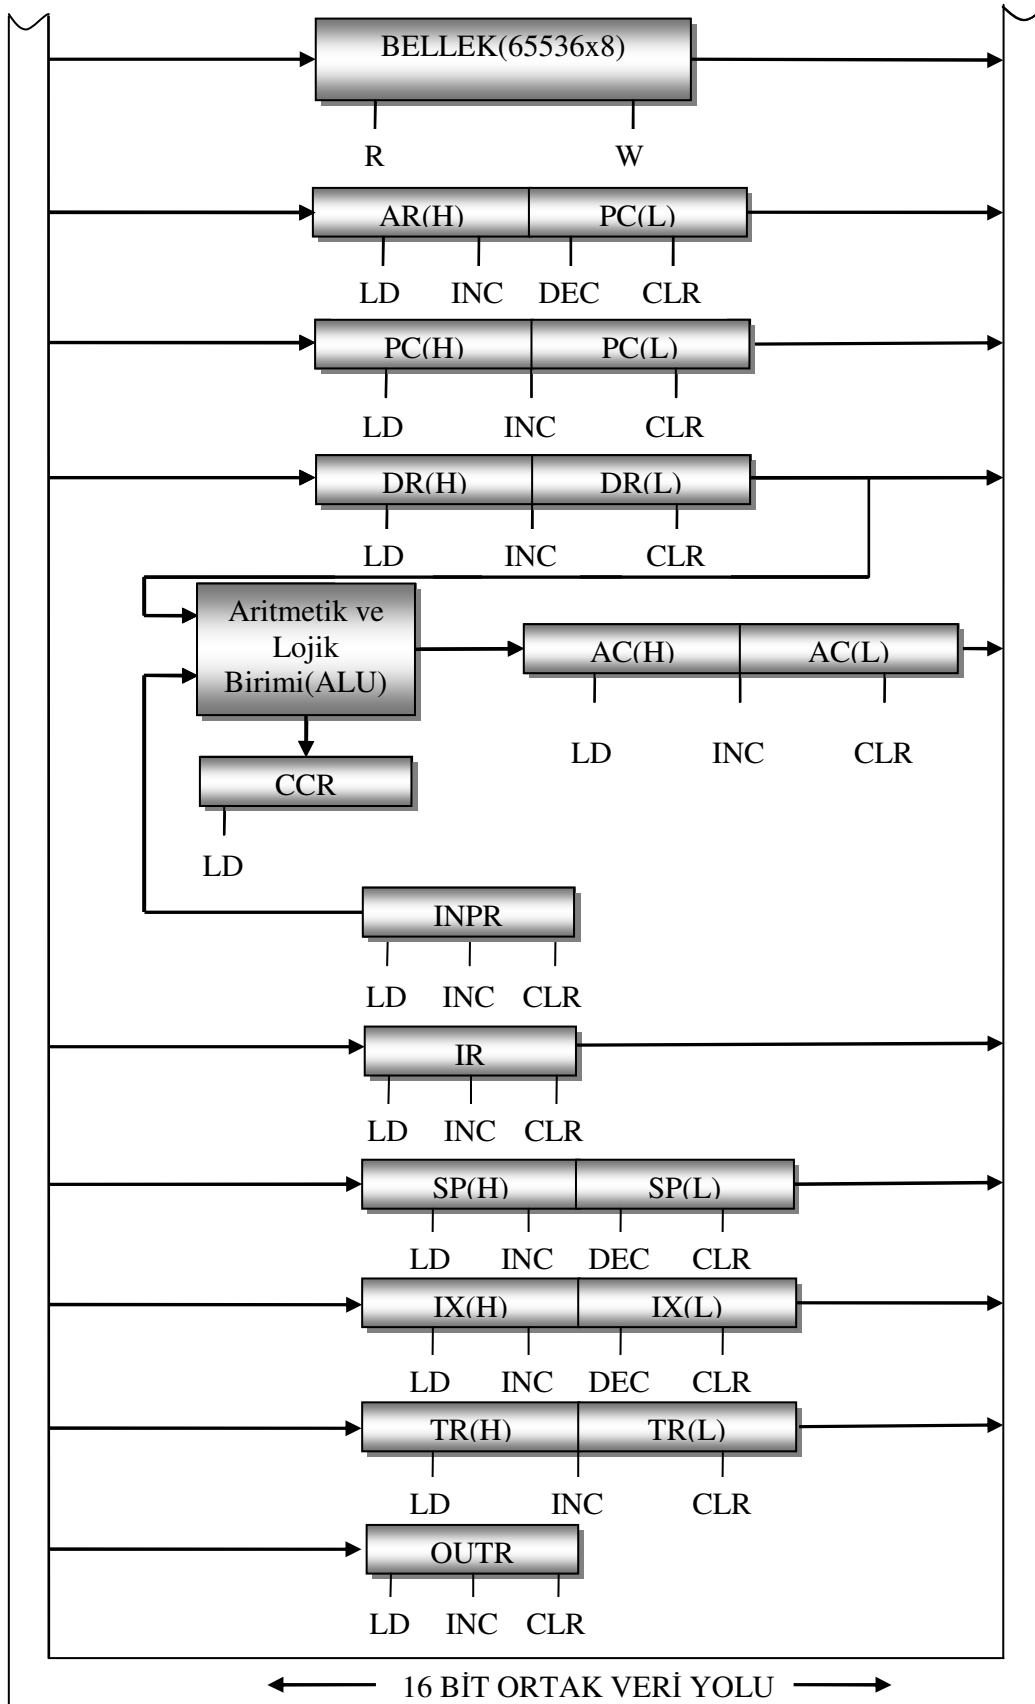 BELLEK(65536x8)
R W
AR(H) PC(L)
LD INC DEC CLR
PC(H) PC(L)
LD INC CLR
DR(H) DR(L)
LD INC CLR
Aritmetik ve
Lojik
Birimi(ALU)
AC(H) AC(L)
LD INC CLR
CCR
LD
INPR
LD INC CLR
IR
LD INC CLR
SP(H) SP(L)
LD INC DEC CLR
IX(H) IX(L)
LD INC DEC CLR
TR(H) TR(L)
LD INC CLR
OUTR
LD INC CLR
16 BİT ORTAK VERİ YOLU